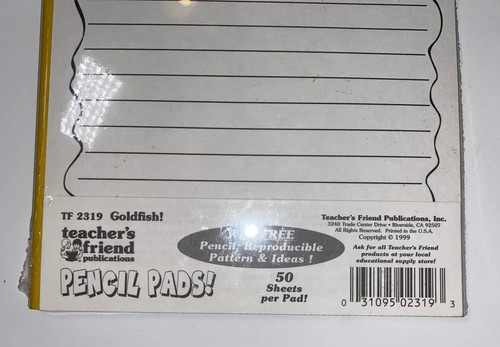 TF 2319 Goldfish!
teacher's
friend
publications
PENCIL PADS!
FREE
Pencil, Reproducible
Pattern & Ideas !
50
Sheets
per Pad!
Teacher's Friend Publications, Inc.
3240 Trade Center Drive • Riverside, CA 92507
All Rights Reserved. Printed in the U.S.A.
Copyright © 1999
Ask for all Teacher's Friend
products at your local
educational supply store!
0 31095 02319 3